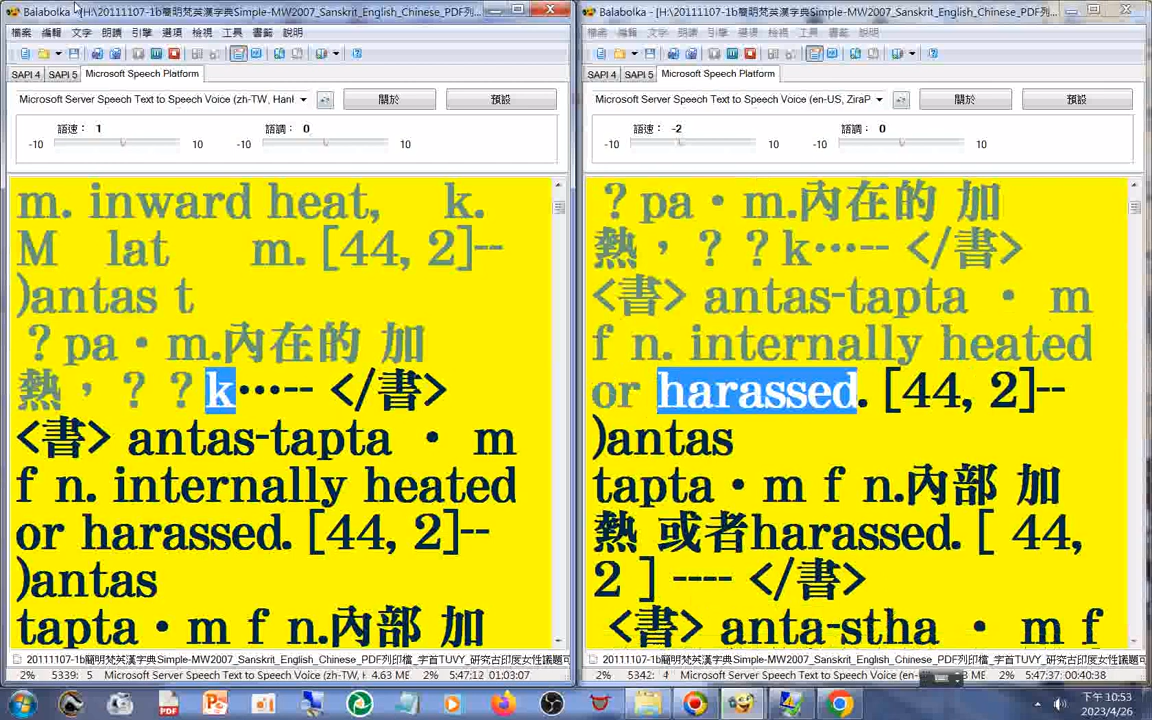 Balabolka - [H:\20111107-1b簡明梵英漢字典Simple-MW2007_Sanskrit_English_Chinese_PDF列...
檔案 編輯 文字 朗讀 引擎 選項 檢視 工具 書籤 說明
SAPI 4 SAPI 5 Microsoft Speech Platform
Microsoft Server Speech Text to Speech Voice (zh-TW, Hanl
關於 預設
語速： 1 語調： 0
-10 10 -10 10
m. inward heat, k.
M lat m. [44, 2]--
)antas t
？pa‧m.內在的 加
熱，？？k…-- </書>
<書> antas-tapta ‧ m
f n. internally heated
or harassed. [44, 2]--
)antas
tapta‧m f n.內部 加
20111107-1b簡明梵英漢字典Simple-MW2007_Sanskrit_English_Chinese_PDF列印檔_字首TUVY_研究古印度女性議題可
2% 5339: 5 Microsoft Server Speech Text to Speech Voice (zh-TW, H 4.63 ME 2% 5:47:12 01:03:07
Balabolka - [H:\20111107-1b簡明梵英漢字典Simple-MW2007_Sanskrit_English_Chinese_PDF列...
檔案 編輯 文字 朗讀 引擎 選項 檢視 工具 書籤 說明
SAPI 4 SAPI 5 Microsoft Speech Platform
Microsoft Server Speech Text to Speech Voice (en-US, ZiraP
關於 預設
語速： -2 語調： 0
-10 10 -10 10
？pa‧m.內在的 加
熱，？？k…-- </書>
<書> antas-tapta ‧ m
f n. internally heated
or harassed. [44, 2]--
)antas
tapta‧m f n.內部 加
熱 或者harassed. [ 44,
2 ] ---- </書>
<書> anta-stha ‧ m f
20111107-1b簡明梵英漢字典Simple-MW2007_Sanskrit_English_Chinese_PDF列印檔_字首TUVY_研究古印度女性議題可
2% 5342: 4 Microsoft Server Speech Text to Speech Voice 4.63 ME 2% 5:47:37 00:40:38
下午 10:53
2023/4/26